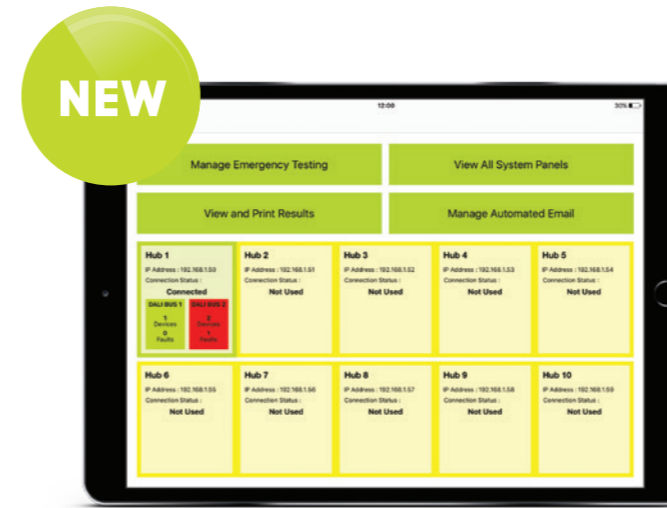 NEW
12:00
30%
Manage Emergency Testing
View All System Panels
View and Print Results
Manage Automated Email
Hub 1
IP Address : 192.168.1.50
Connection Status :
Connected
DALI BUS 1
1
Devices
0
Faults
DALI BUS 2
2
Devices
1
Faults
Hub 2
IP Address : 192.168.1.51
Connection Status :
Not Used
Hub 3
IP Address : 192.168.1.52
Connection Status :
Not Used
Hub 4
IP Address : 192.168.1.53
Connection Status :
Not Used
Hub 5
IP Address : 192.168.1.54
Connection Status :
Not Used
Hub 6
IP Address : 192.168.1.55
Connection Status :
Not Used
Hub 7
IP Address : 192.168.1.56
Connection Status :
Not Used
Hub 8
IP Address : 192.168.1.57
Connection Status :
Not Used
Hub 9
IP Address : 192.168.1.58
Connection Status :
Not Used
Hub 10
IP Address : 192.168.1.59
Connection Status :
Not Used